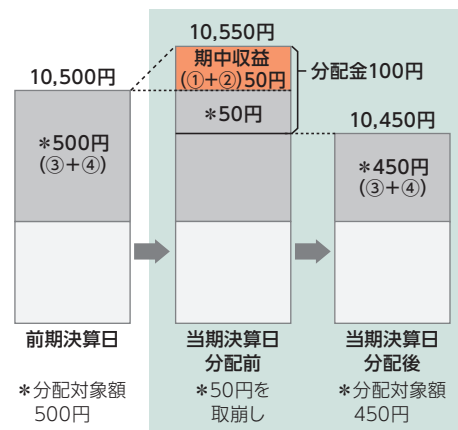 10,500円
＊500円
(③＋④)
前期決算日
＊分配対象額
500円
10,550円
期中収益
(①＋②)50円
＊50円
分配金100円
当期決算日
分配前
＊50円を
取崩し
10,450円
＊450円
(③＋④)
当期決算日
分配後
＊分配対象額
450円